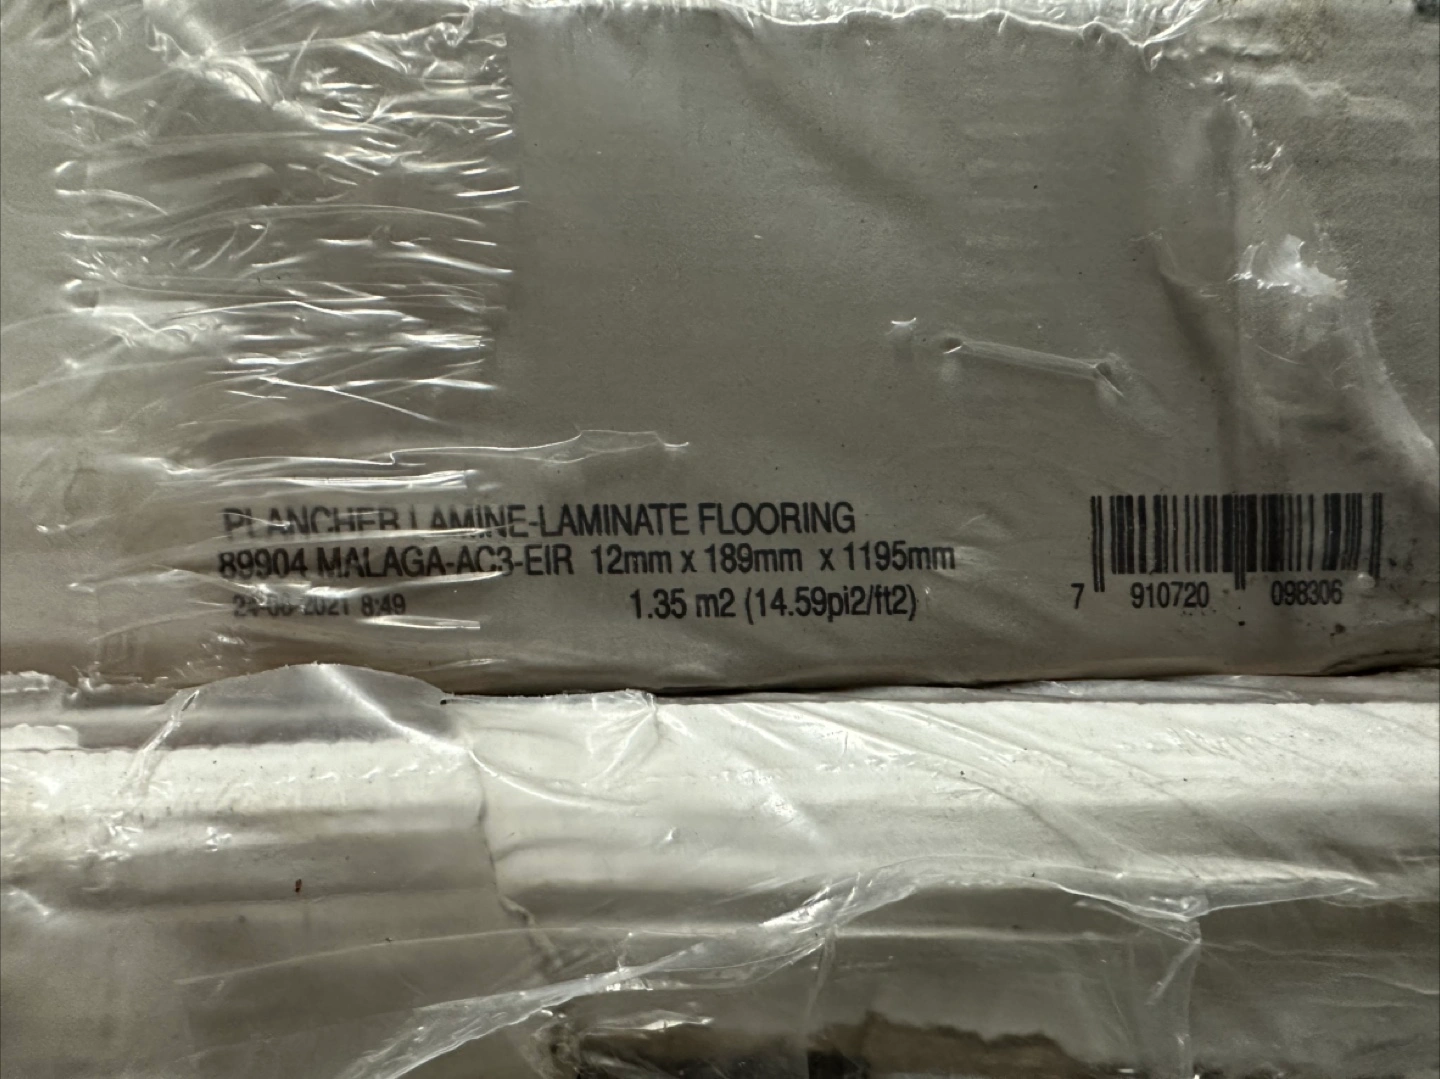 PLANCHER LAMINE-LAMINATE FLOORING
89904 MALAGA-AC3-EIR 12mm x 189mm x 1195mm
2021 8:49 1.35 m2 (14.59pi2/ft2)
7 910720 098306